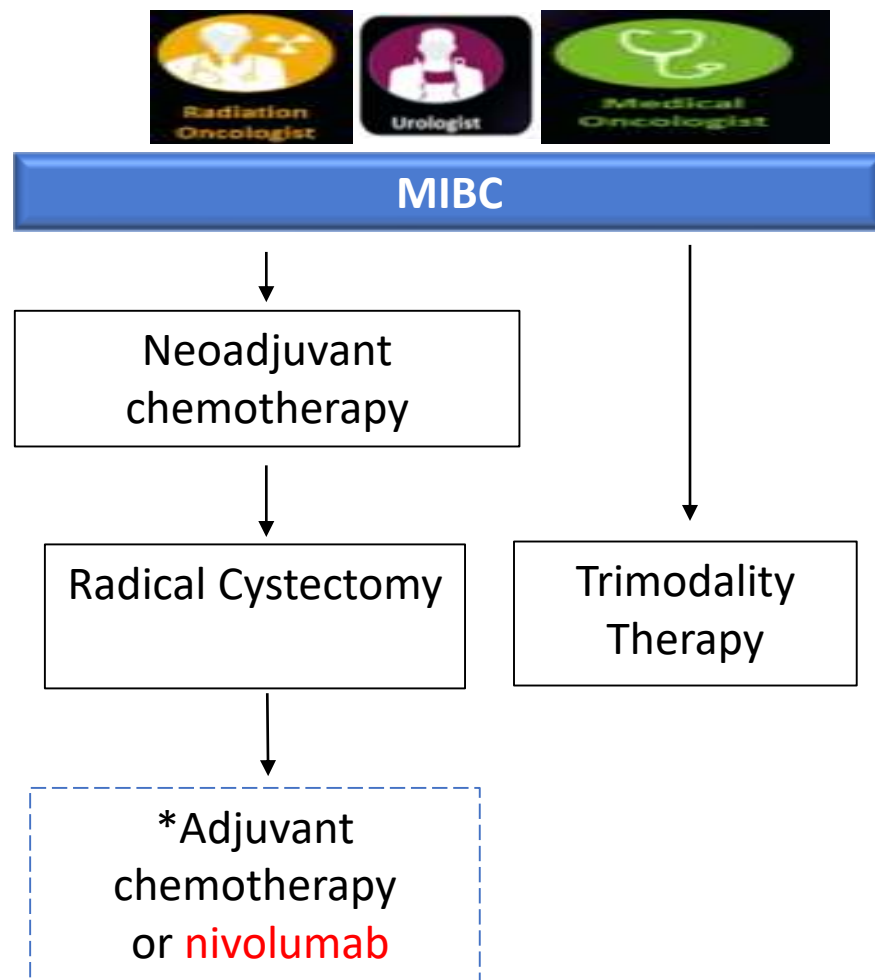 Radiation
Oncologist
Urologist
Medical
Oncologist
MIBC
Neoadjuvant
chemotherapy
Radical Cystectomy
Trimodality
Therapy
*Adjuvant
chemotherapy
or nivolumab